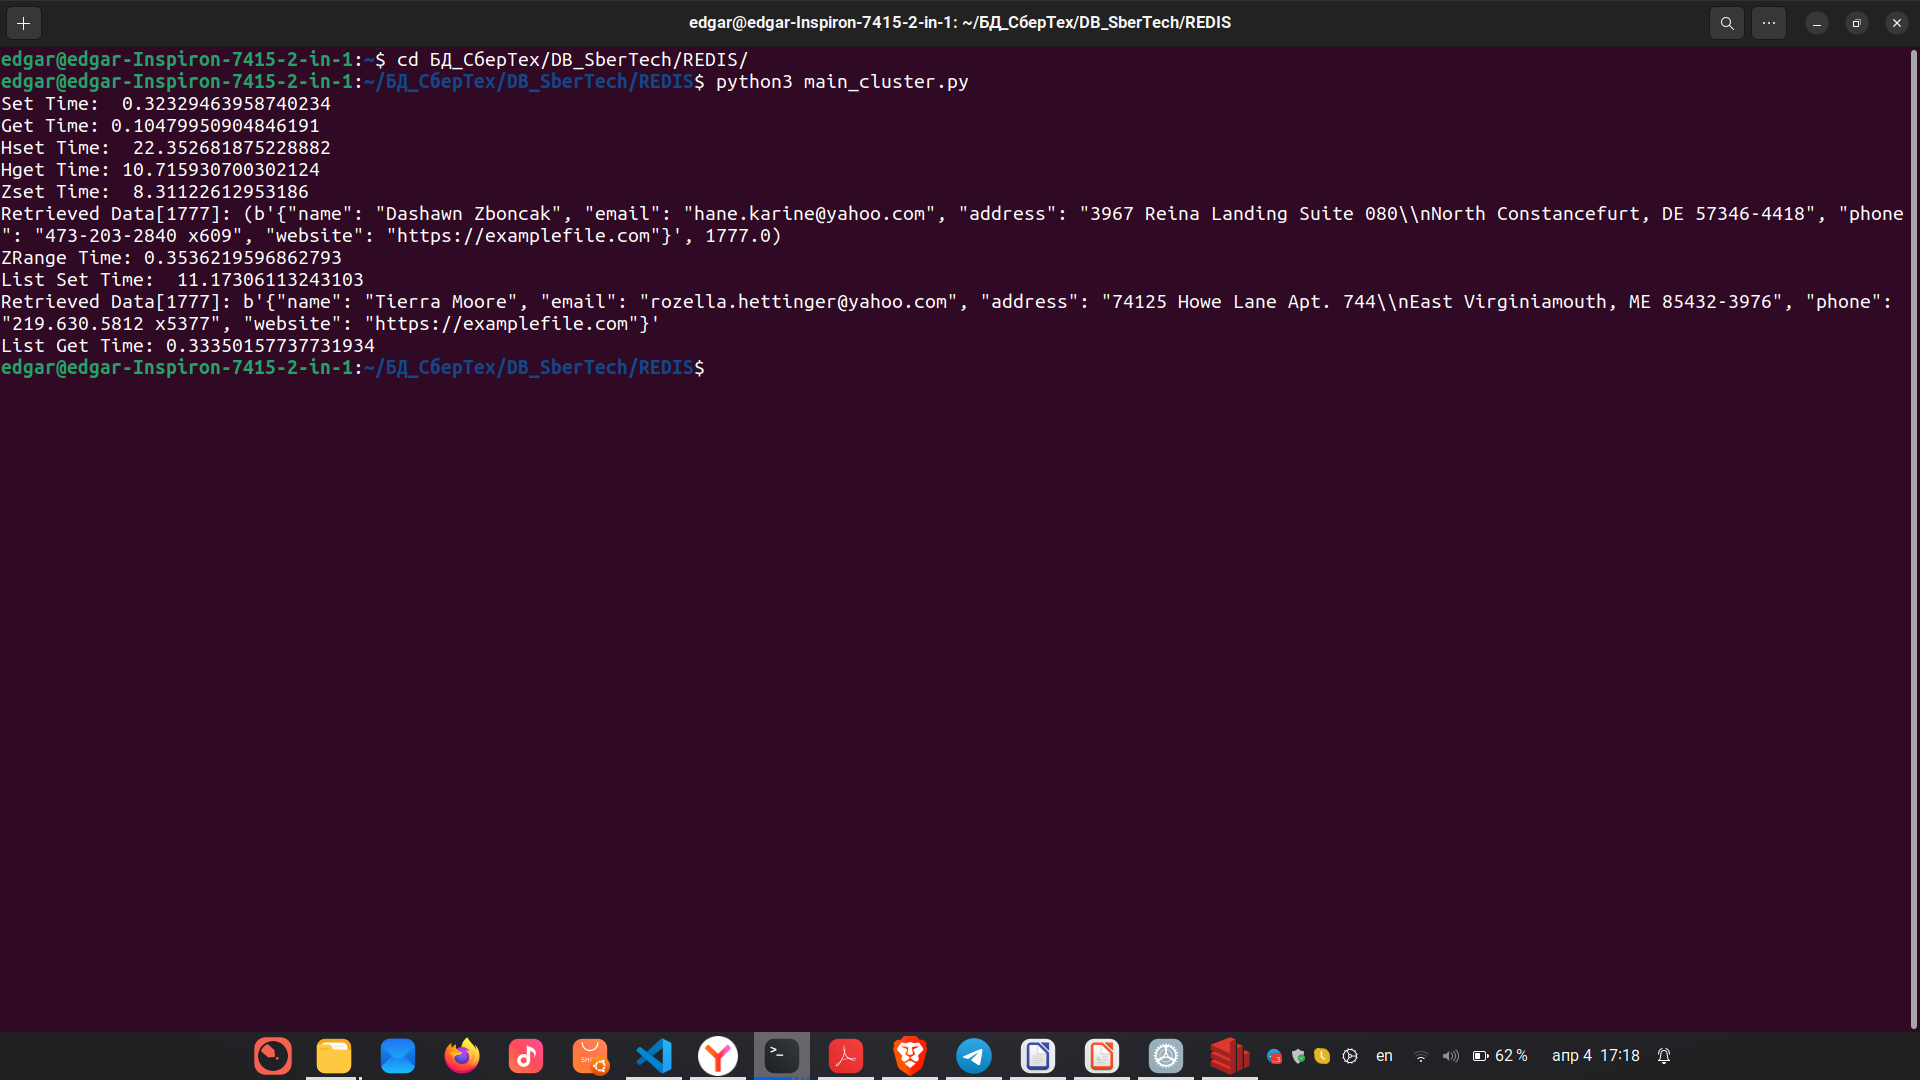 edgar@edgar-Inspiron-7415-2-in-1: ~/БД_СберТех/DB_SberTech/REDIS
edgar@edgar-Inspiron-7415-2-in-1:~$ cd БД_СберТех/DB_SberTech/REDIS/
edgar@edgar-Inspiron-7415-2-in-1:~/БД_СберТех/DB_SberTech/REDIS$ python3 main_cluster.py
Set Time:  0.32329463958740234
Get Time: 0.10479950904846191
Hset Time:  22.352681875228882
Hget Time: 10.715930700302124
Zset Time:  8.31122612953186
Retrieved Data[1777]: (b'{"name": "Dashawn Zboncak", "email": "hane.karine@yahoo.com", "address": "3967 Reina Landing Suite 080\\nNorth Constancefurt, DE 57346-4418", "phone
": "473-203-2840 x609", "website": "https://examplefile.com"}', 1777.0)
ZRange Time: 0.3536219596862793
List Set Time:  11.17306113243103
Retrieved Data[1777]: b'{"name": "Tierra Moore", "email": "rozella.hettinger@yahoo.com", "address": "74125 Howe Lane Apt. 744\\nEast Virginiamouth, ME 85432-3976", "phone":
"219.630.5812 x5377", "website": "https://examplefile.com"}'
List Get Time: 0.33350157737731934
edgar@edgar-Inspiron-7415-2-in-1:~/БД_СберТех/DB_SberTech/REDIS$
en 62 % апр 4 17:18